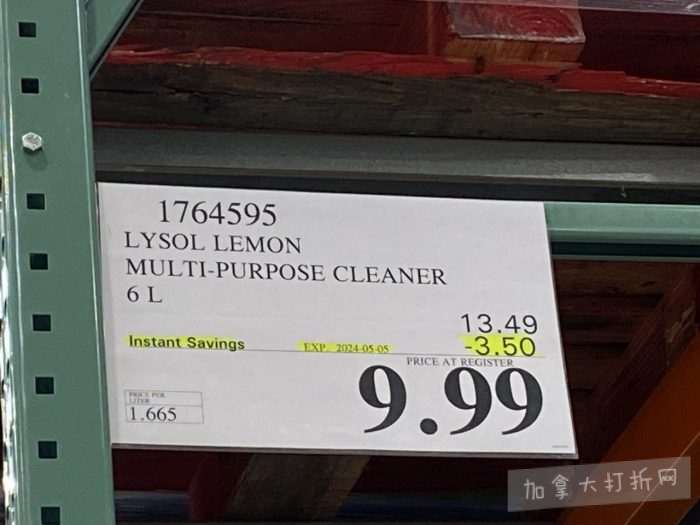 1764595
LYSOL LEMON
MULTI-PURPOSE CLEANER
6 L
13.49
Instant Savings EXP. 2024-05-05 -3.50
PRICE AT REGISTER
9.99
PRICE PER
LITER
1.665
加拿大打折网